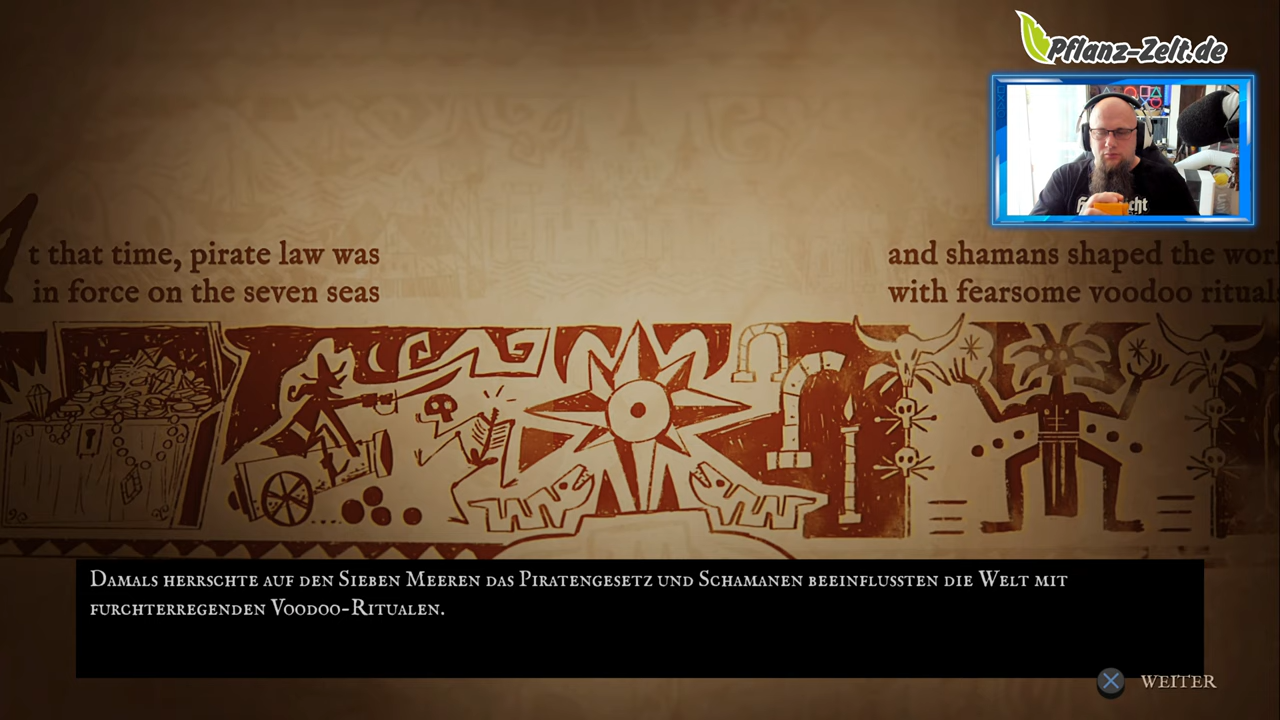 Pflanz-Zelt.de
t that time, pirate law was
in force on the seven seas
and shamans shaped the
with fearsome voodoo
Damals herrschte auf den Sieben Meeren das Piratengesetz und Schamanen beeinflussten die Welt mit
furchterregenden Voodoo-Ritualen.
WEITER